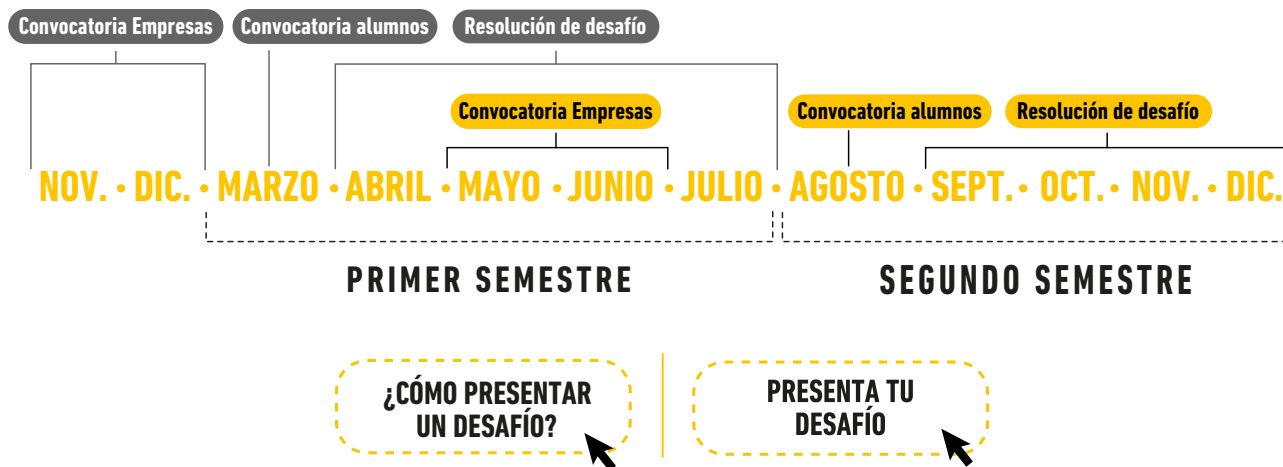 Convocatoria Empresas
Convocatoria alumnos
Resolución de desafío
Convocatoria Empresas
Convocatoria alumnos
Resolución de desafío
NOV. • DIC. • MARZO • ABRIL • MAYO • JUNIO • JULIO • AGOSTO • SEPT. • OCT. • NOV. • DIC.
PRIMER SEMESTRE
SEGUNDO SEMESTRE
¿CÓMO PRESENTAR
UN DESAFÍO?
PRESENTA TU
DESAFÍO